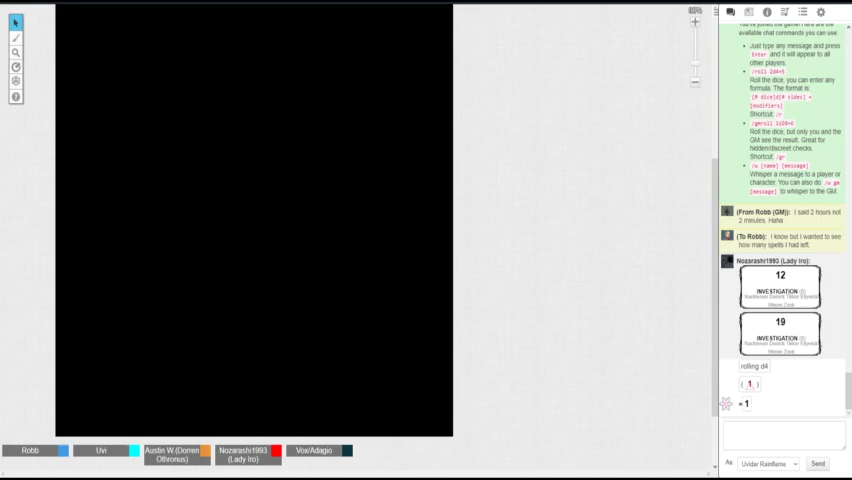 You've joined the game! Here are the
available chat commands you can use:
Just type any message and press
Enter and it will appear to all
other players.
/roll 1d4+5
Roll the dice, you can enter any
formula. The format is:
[# dice]d[# sides] +
[modifiers]
Shortcut: /r
/gmroll 1d20+6
Roll the dice, but only you and the
GM see the result. Great for
hidden/discreet checks.
Shortcut: /gr
/w [name] [message]
Whisper a message to a player or
character. You can also do /w gm
[message] to whisper to the GM.
(From Robb (GM)): I said 2 hours not
2 minutes. Haha
(To Robb): I know but I wanted to see
how many spells I had left.
Nozarashi1993 (Lady Iro):
12
INVESTIGATION
19
INVESTIGATION
rolling d4
( 1 )
= 1
As: Uvidar Rainflame
Send
Robb
Uvi
Austin W (Dorren
Othronus)
Nozarashi1993
(Lady Iro)
Vox/Adagio